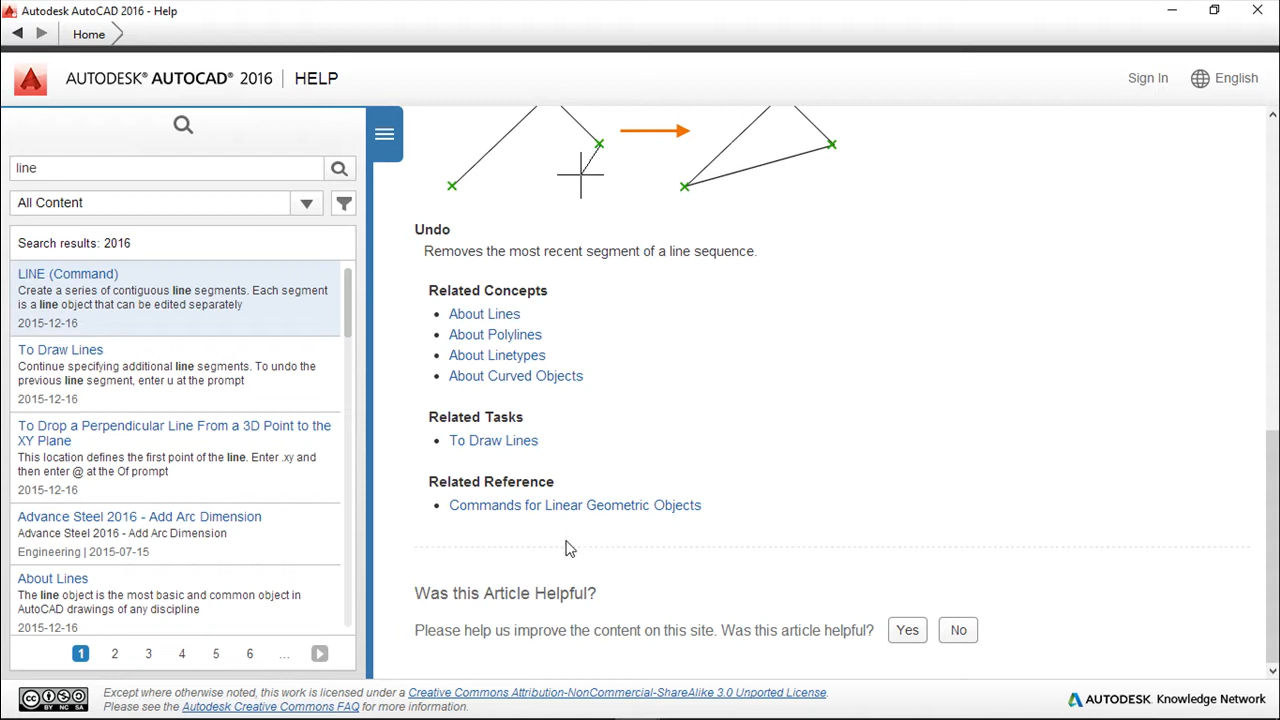 Autodesk AutoCAD 2016 - Help
Home
AUTODESK® AUTOCAD® 2016 | HELP
Sign In
English
line
All Content
Search results: 2016
LINE (Command)
Create a series of contiguous line segments. Each segment
is a line object that can be edited separately
2015-12-16
To Draw Lines
Continue specifying additional line segments. To undo the
previous line segment, enter u at the prompt
2015-12-16
To Drop a Perpendicular Line From a 3D Point to the
XY Plane
This location defines the first point of the line. Enter .xy and
then enter @ at the Of prompt
2015-12-16
Advance Steel 2016 - Add Arc Dimension
Advance Steel 2016 - Add Arc Dimension
Engineering | 2015-07-15
About Lines
The line object is the most basic and common object in
AutoCAD drawings of any discipline
2015-12-16
1 2 3 4 5 6 ...
Undo
Removes the most recent segment of a line sequence.
Related Concepts
• About Lines
• About Polylines
• About Linetypes
• About Curved Objects
Related Tasks
• To Draw Lines
Related Reference
• Commands for Linear Geometric Objects
Was this Article Helpful?
Please help us improve the content on this site. Was this article helpful? Yes No
cc BY NC SA
Except where otherwise noted, this work is licensed under a Creative Commons Attribution-NonCommercial-ShareAlike 3.0 Unported License.
Please see the Autodesk Creative Commons FAQ for more information.
AUTODESK Knowledge Network